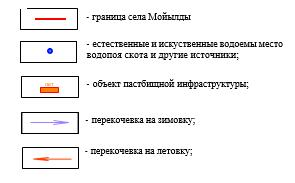 - граница села Мойылды
- естественные и искуственные водоемы место
водопоя скота и другие источники;
- объект пастбищной инфраструктуры;
- перекочевка на зимовку;
- перекочевка на летовку;